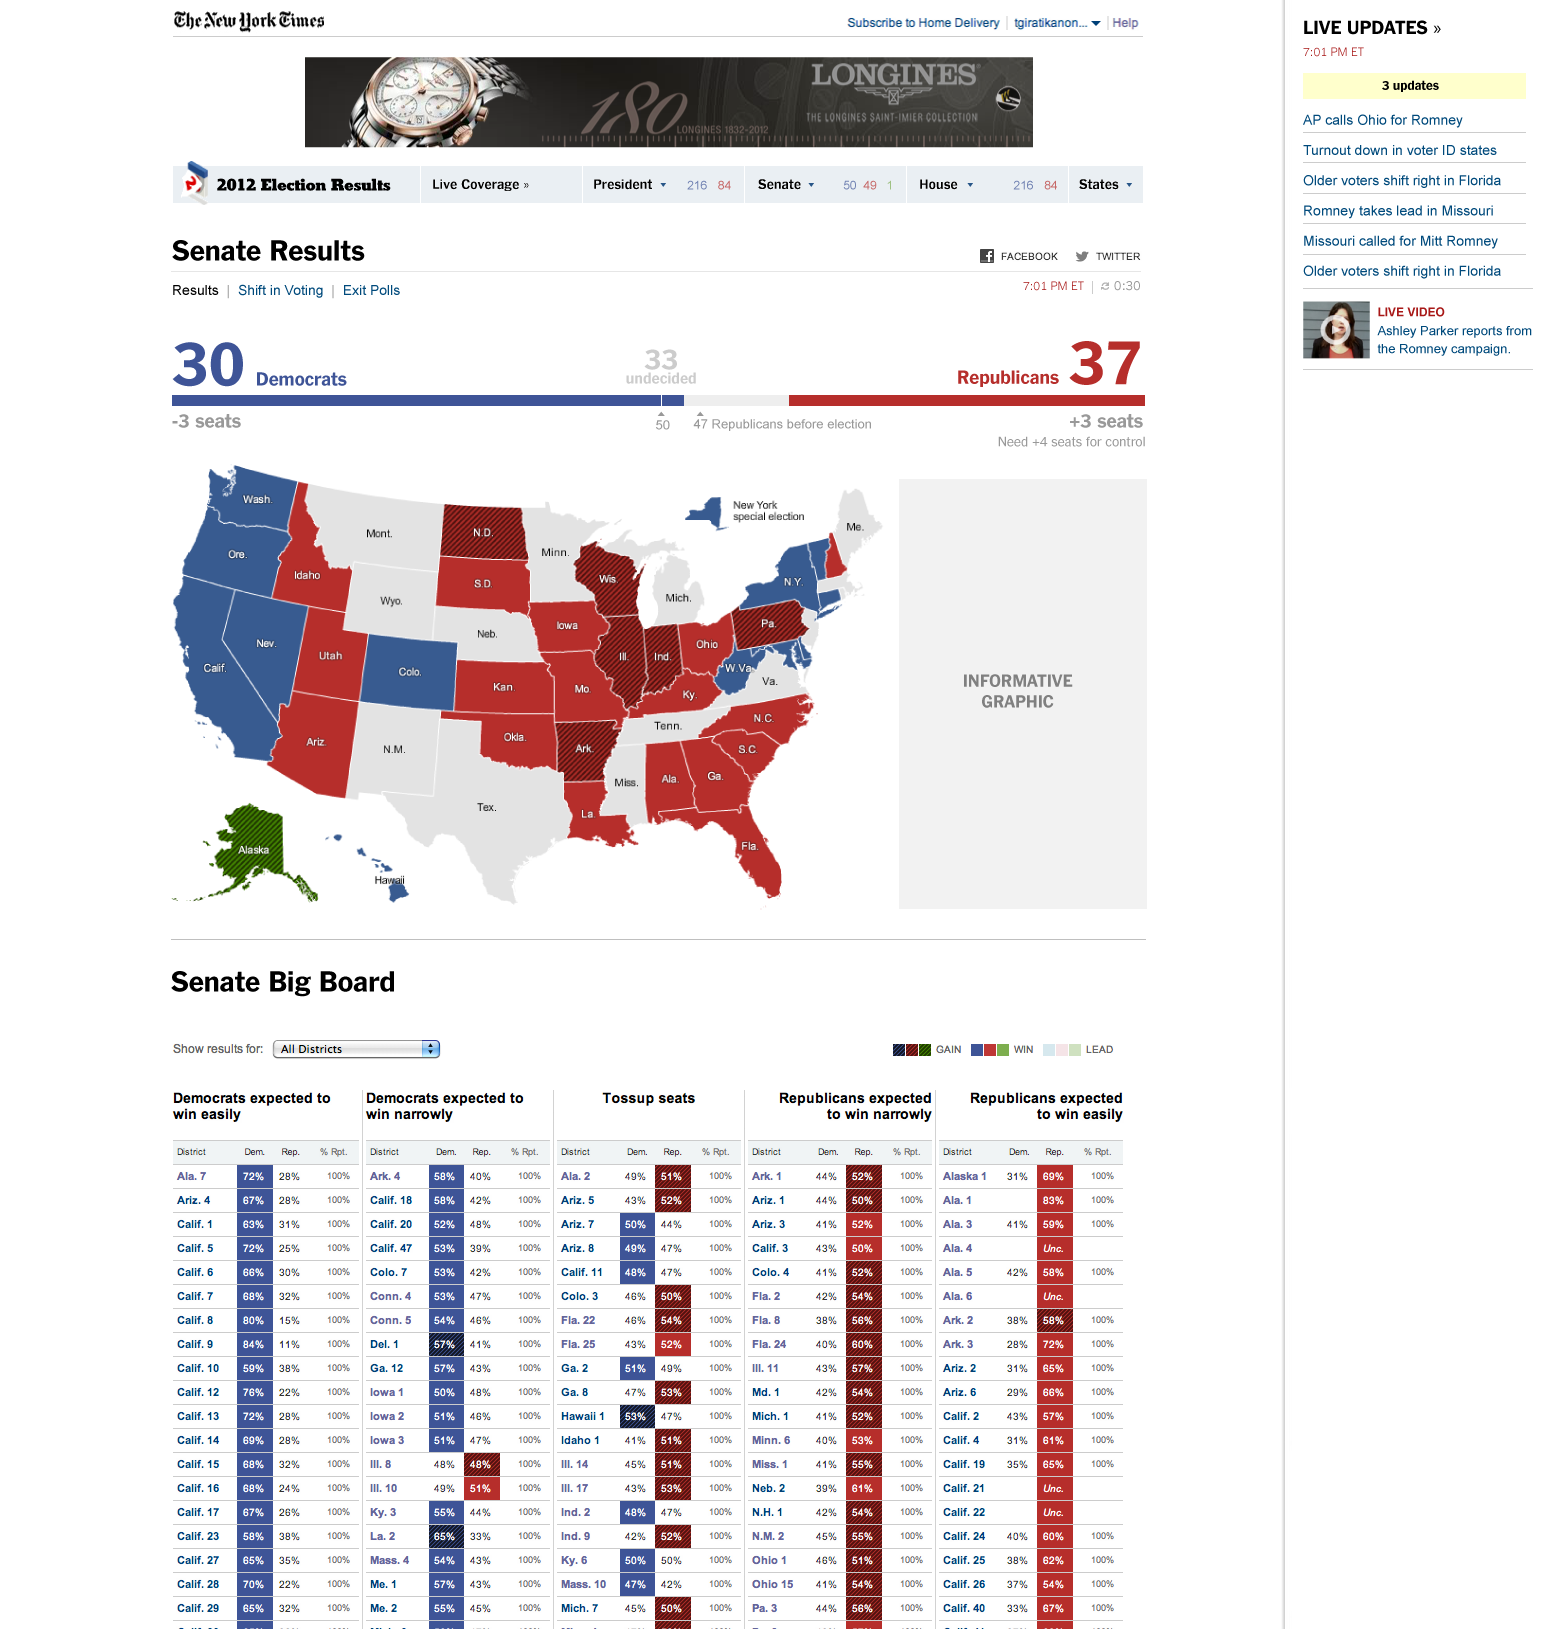 The New York Times
Subscribe to Home Delivery | tgiratikanon... | Help
LONGINES
180
LONGINES 1832-2012
THE LONGINES SAINT-IMIER COLLECTION
2012 Election Results
Live Coverage »
President 216 84
Senate 50 49 1
House 216 84
States
Senate Results
FACEBOOK TWITTER
Results | Shift in Voting | Exit Polls
7:01 PM ET | 0:30
30 Democrats
33
undecided
Republicans 37
-3 seats
50
47 Republicans before election
+3 seats
Need +4 seats for control
Wash.
Ore.
Calif.
Nev.
Idaho
Mont.
Wyo.
Utah
Colo.
Ariz.
N.M.
N.D.
S.D.
Neb.
Kan.
Okla.
Tex.
Minn.
Iowa
Mo.
Ark.
La.
Wis.
Ill.
Mich.
Ind.
Ohio
Ky.
Tenn.
Miss.
Ala.
Ga.
Fla.
S.C.
N.C.
Va.
W.Va.
Pa.
N.Y.
Me.
New York
special election
Alaska
Hawaii
INFORMATIVE
GRAPHIC
Senate Big Board
Show results for: All Districts
GAIN WIN LEAD
Democrats expected to
win easily
District Dem. Rep. % Rpt.
Ala. 7 72% 28% 100%
Ariz. 4 67% 28% 100%
Calif. 1 63% 31% 100%
Calif. 5 72% 25% 100%
Calif. 6 66% 30% 100%
Calif. 7 68% 32% 100%
Calif. 8 80% 15% 100%
Calif. 9 84% 11% 100%
Calif. 10 59% 38% 100%
Calif. 12 76% 22% 100%
Calif. 13 72% 28% 100%
Calif. 14 69% 28% 100%
Calif. 15 68% 32% 100%
Calif. 16 68% 24% 100%
Calif. 17 67% 26% 100%
Calif. 23 58% 38% 100%
Calif. 27 65% 35% 100%
Calif. 28 70% 22% 100%
Calif. 29 65% 32% 100%
Democrats expected to
win narrowly
District Dem. Rep. % Rpt.
Ark. 4 58% 40% 100%
Calif. 18 58% 42% 100%
Calif. 20 52% 48% 100%
Calif. 47 53% 39% 100%
Colo. 7 53% 42% 100%
Conn. 4 53% 47% 100%
Conn. 5 54% 46% 100%
Del. 1 57% 41% 100%
Ga. 12 57% 43% 100%
Iowa 1 50% 48% 100%
Iowa 2 51% 46% 100%
Iowa 3 51% 47% 100%
Ill. 8 48% 48% 100%
Ill. 10 49% 51% 100%
Ky. 3 55% 44% 100%
La. 2 65% 33% 100%
Mass. 4 54% 43% 100%
Me. 1 57% 43% 100%
Me. 2 55% 45% 100%
Tossup seats
District Dem. Rep. % Rpt.
Ala. 2 49% 51% 100%
Ariz. 5 43% 52% 100%
Ariz. 7 50% 44% 100%
Ariz. 8 49% 47% 100%
Calif. 11 48% 47% 100%
Colo. 3 46% 50% 100%
Fla. 22 46% 54% 100%
Fla. 25 43% 52% 100%
Ga. 2 51% 49% 100%
Ga. 8 47% 53% 100%
Hawaii 1 53% 47% 100%
Idaho 1 41% 51% 100%
Ill. 14 45% 51% 100%
Ill. 17 43% 53% 100%
Ind. 2 48% 47% 100%
Ind. 9 42% 52% 100%
Ky. 6 50% 50% 100%
Mass. 10 47% 42% 100%
Mich. 7 45% 50% 100%
Republicans expected
to win narrowly
District Dem. Rep. % Rpt.
Ark. 1 44% 52% 100%
Ariz. 1 44% 50% 100%
Ariz. 3 41% 52% 100%
Calif. 3 43% 50% 100%
Colo. 4 41% 52% 100%
Fla. 2 42% 54% 100%
Fla. 8 38% 56% 100%
Fla. 24 40% 60% 100%
Ill. 11 43% 57% 100%
Md. 1 42% 54% 100%
Mich. 1 41% 52% 100%
Minn. 6 40% 53% 100%
Miss. 1 41% 55% 100%
Neb. 2 39% 61% 100%
N.H. 1 42% 54% 100%
N.M. 2 45% 55% 100%
Ohio 1 46% 51% 100%
Ohio 15 41% 54% 100%
Pa. 3 44% 56% 100%
Republicans expected
to win easily
District Dem. Rep. % Rpt.
Alaska 1 31% 69% 100%
Ala. 1 83% 100%
Ala. 3 41% 59% 100%
Ala. 4 Unc.
Ala. 5 42% 58% 100%
Ala. 6 Unc.
Ark. 2 38% 58% 100%
Ark. 3 28% 72% 100%
Ariz. 2 31% 65% 100%
Ariz. 6 29% 66% 100%
Calif. 2 43% 57% 100%
Calif. 4 31% 61% 100%
Calif. 19 35% 65% 100%
Calif. 21 Unc.
Calif. 22 Unc.
Calif. 24 40% 60% 100%
Calif. 25 38% 62% 100%
Calif. 26 37% 54% 100%
Calif. 40 33% 67% 100%
LIVE UPDATES »
7:01 PM ET
3 updates
AP calls Ohio for Romney
Turnout down in voter ID states
Older voters shift right in Florida
Romney takes lead in Missouri
Missouri called for Mitt Romney
Older voters shift right in Florida
LIVE VIDEO
Ashley Parker reports from
the Romney campaign.